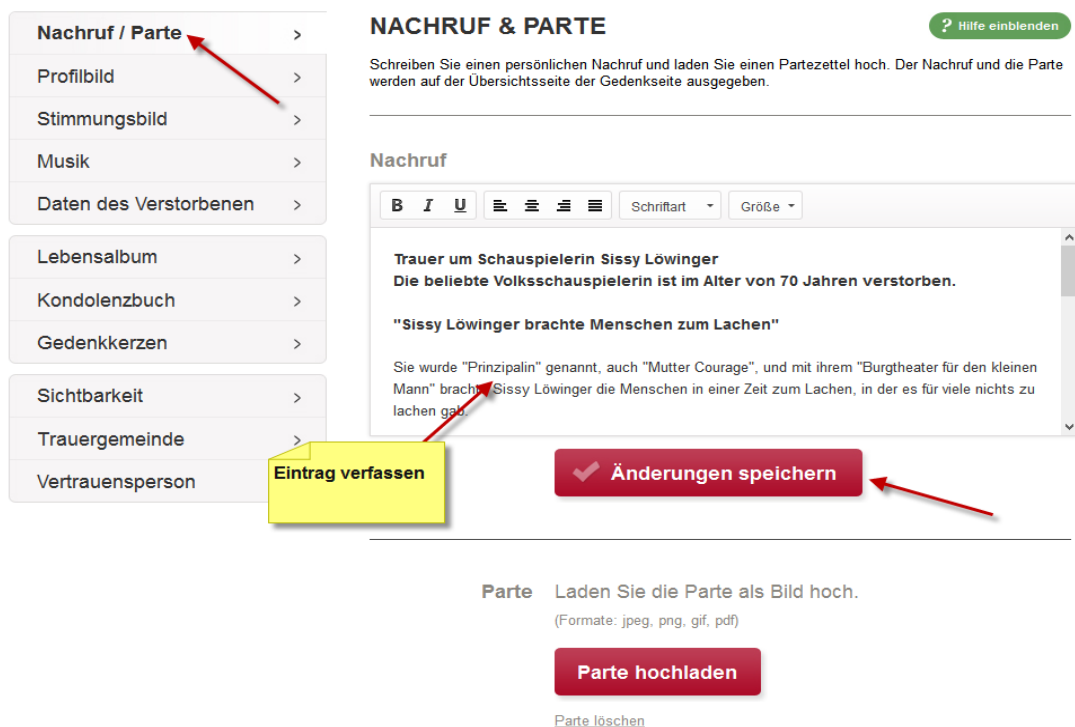 Nachruf / Parte
Profilbild
Stimmungsbild
Musik
Daten des Verstorbenen
Lebensalbum
Kondolenzbuch
Gedenkkerzen
Sichtbarkeit
Trauergemeinde
Vertrauensperson
NACHRUF & PARTE
? Hilfe einblenden
Schreiben Sie einen persönlichen Nachruf und laden Sie einen Partezettel hoch. Der Nachruf und die Parte
werden auf der Übersichtsseite der Gedenkseite ausgegeben.
Nachruf
B I U Schriftart Größe
Trauer um Schauspielerin Sissy Löwinger
Die beliebte Volksschauspielerin ist im Alter von 70 Jahren verstorben.
"Sissy Löwinger brachte Menschen zum Lachen"
Sie wurde "Prinzipalin" genannt, auch "Mutter Courage", und mit ihrem "Burgtheater für den kleinen
Mann" brachte Sissy Löwinger die Menschen in einer Zeit zum Lachen, in der es für viele nichts zu
lachen gab.
Eintrag verfassen
Änderungen speichern
Parte Laden Sie die Parte als Bild hoch.
(Formate: jpeg, png, gif, pdf)
Parte hochladen
Parte löschen